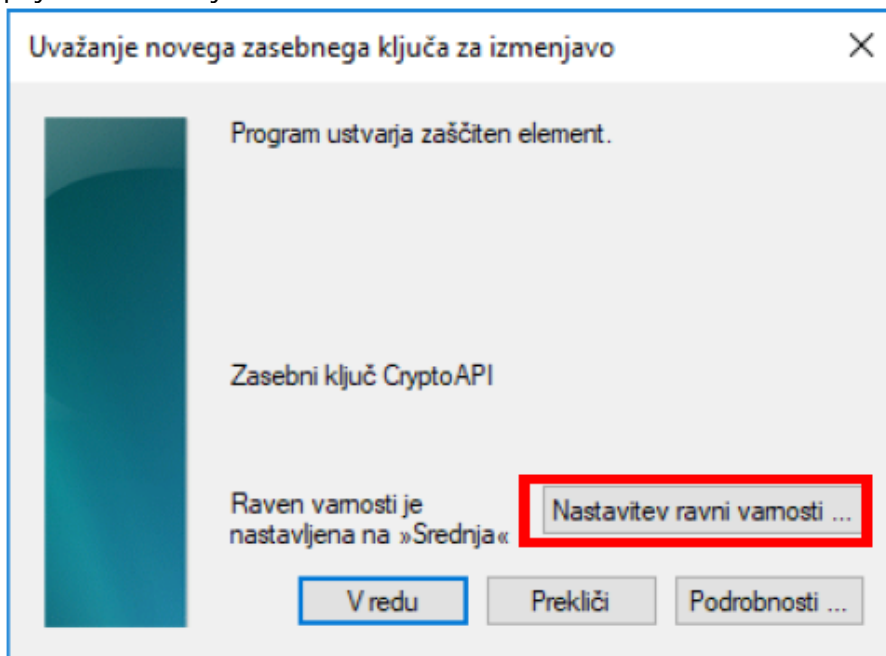 Uvažanje novega zasebnega ključa za izmenjavo
Program ustvarja zaščiten element.
Zasebni ključ CryptoAPI
Raven varnosti je
nastavljena na »Srednja«
Nastavitev ravni varnosti ...
V redu
Prekliči
Podrobnosti ...